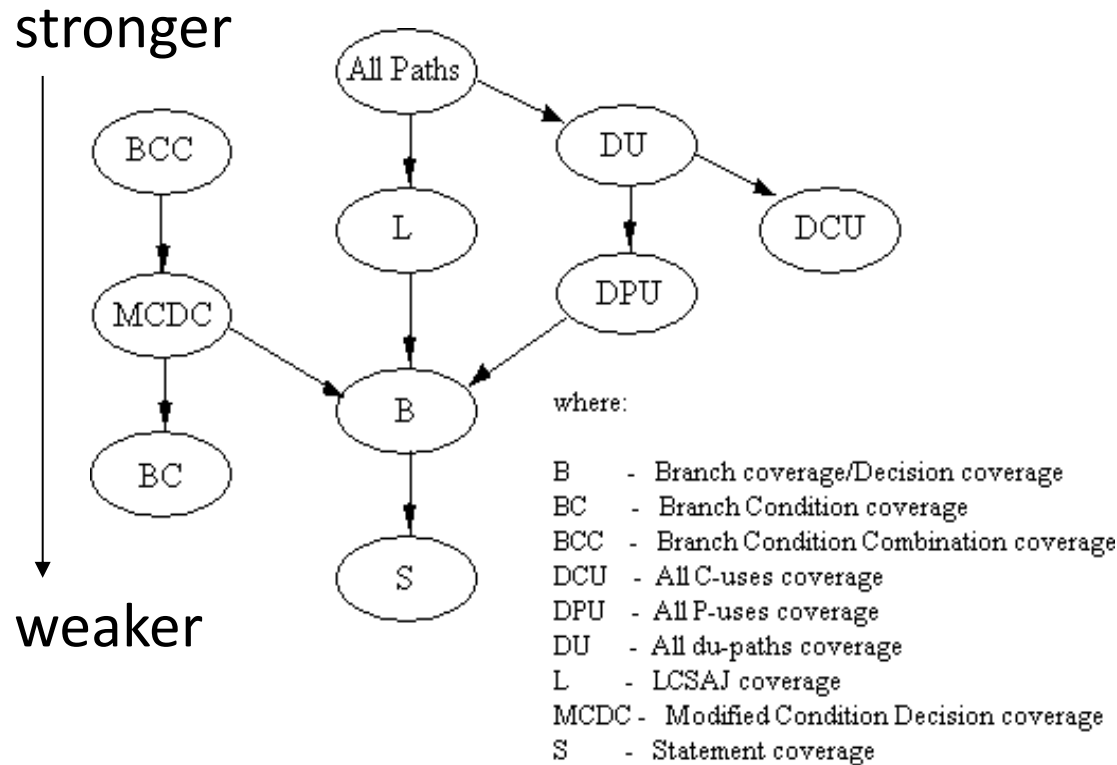 stronger
All Paths
BCC
DU
L
DCU
MCDC
DPU
B
BC
S
weaker
where:
B - Branch coverage/Decision coverage
BC - Branch Condition coverage
BCC - Branch Condition Combination coverage
DCU - All C-uses coverage
DPU - All P-uses coverage
DU - All du-paths coverage
L - LCSAJ coverage
MCDC - Modified Condition Decision coverage
S - Statement coverage